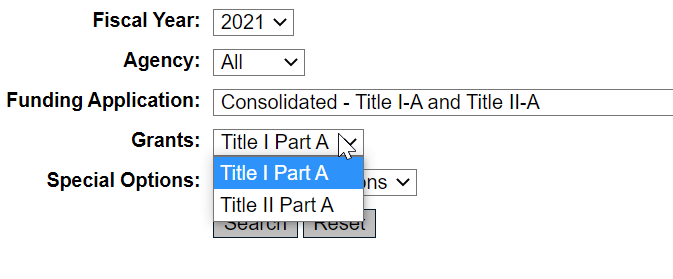 Fiscal Year: 2021
Agency: All
Funding Application: Consolidated - Title I-A and Title II-A
Grants: Title I Part A
Title I Part A
Special Options: ons
Title II Part A
Search Reset